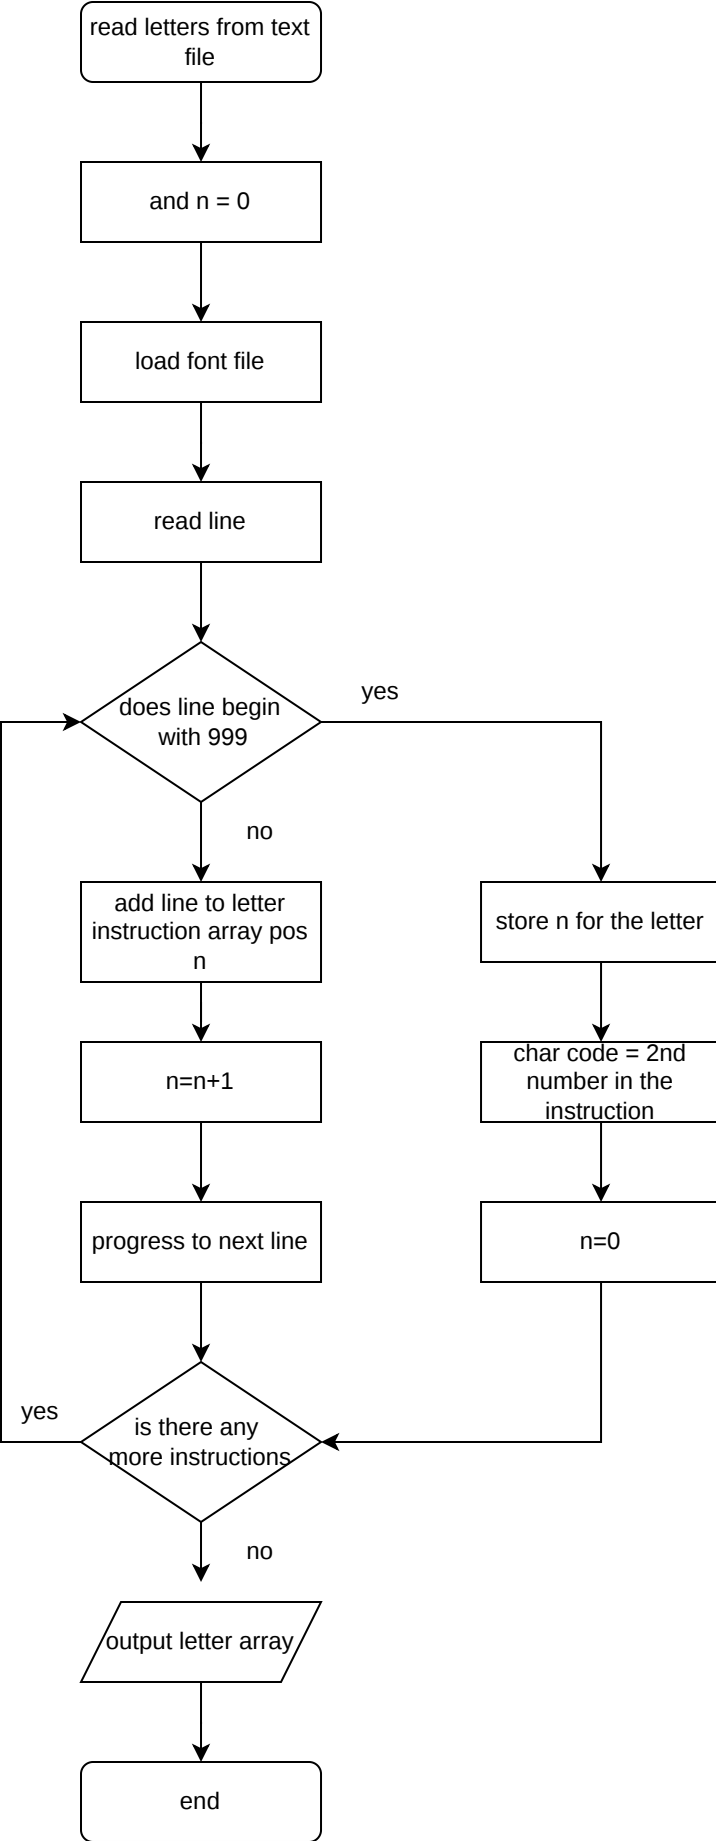 read letters from text
file
and n = 0
load font file
read line
does line begin
with 999
yes
no
add line to letter
instruction array pos
n
store n for the letter
n=n+1
char code = 2nd
number in the
instruction
progress to next line
n=0
yes
is there any
more instructions
no
output letter array
end